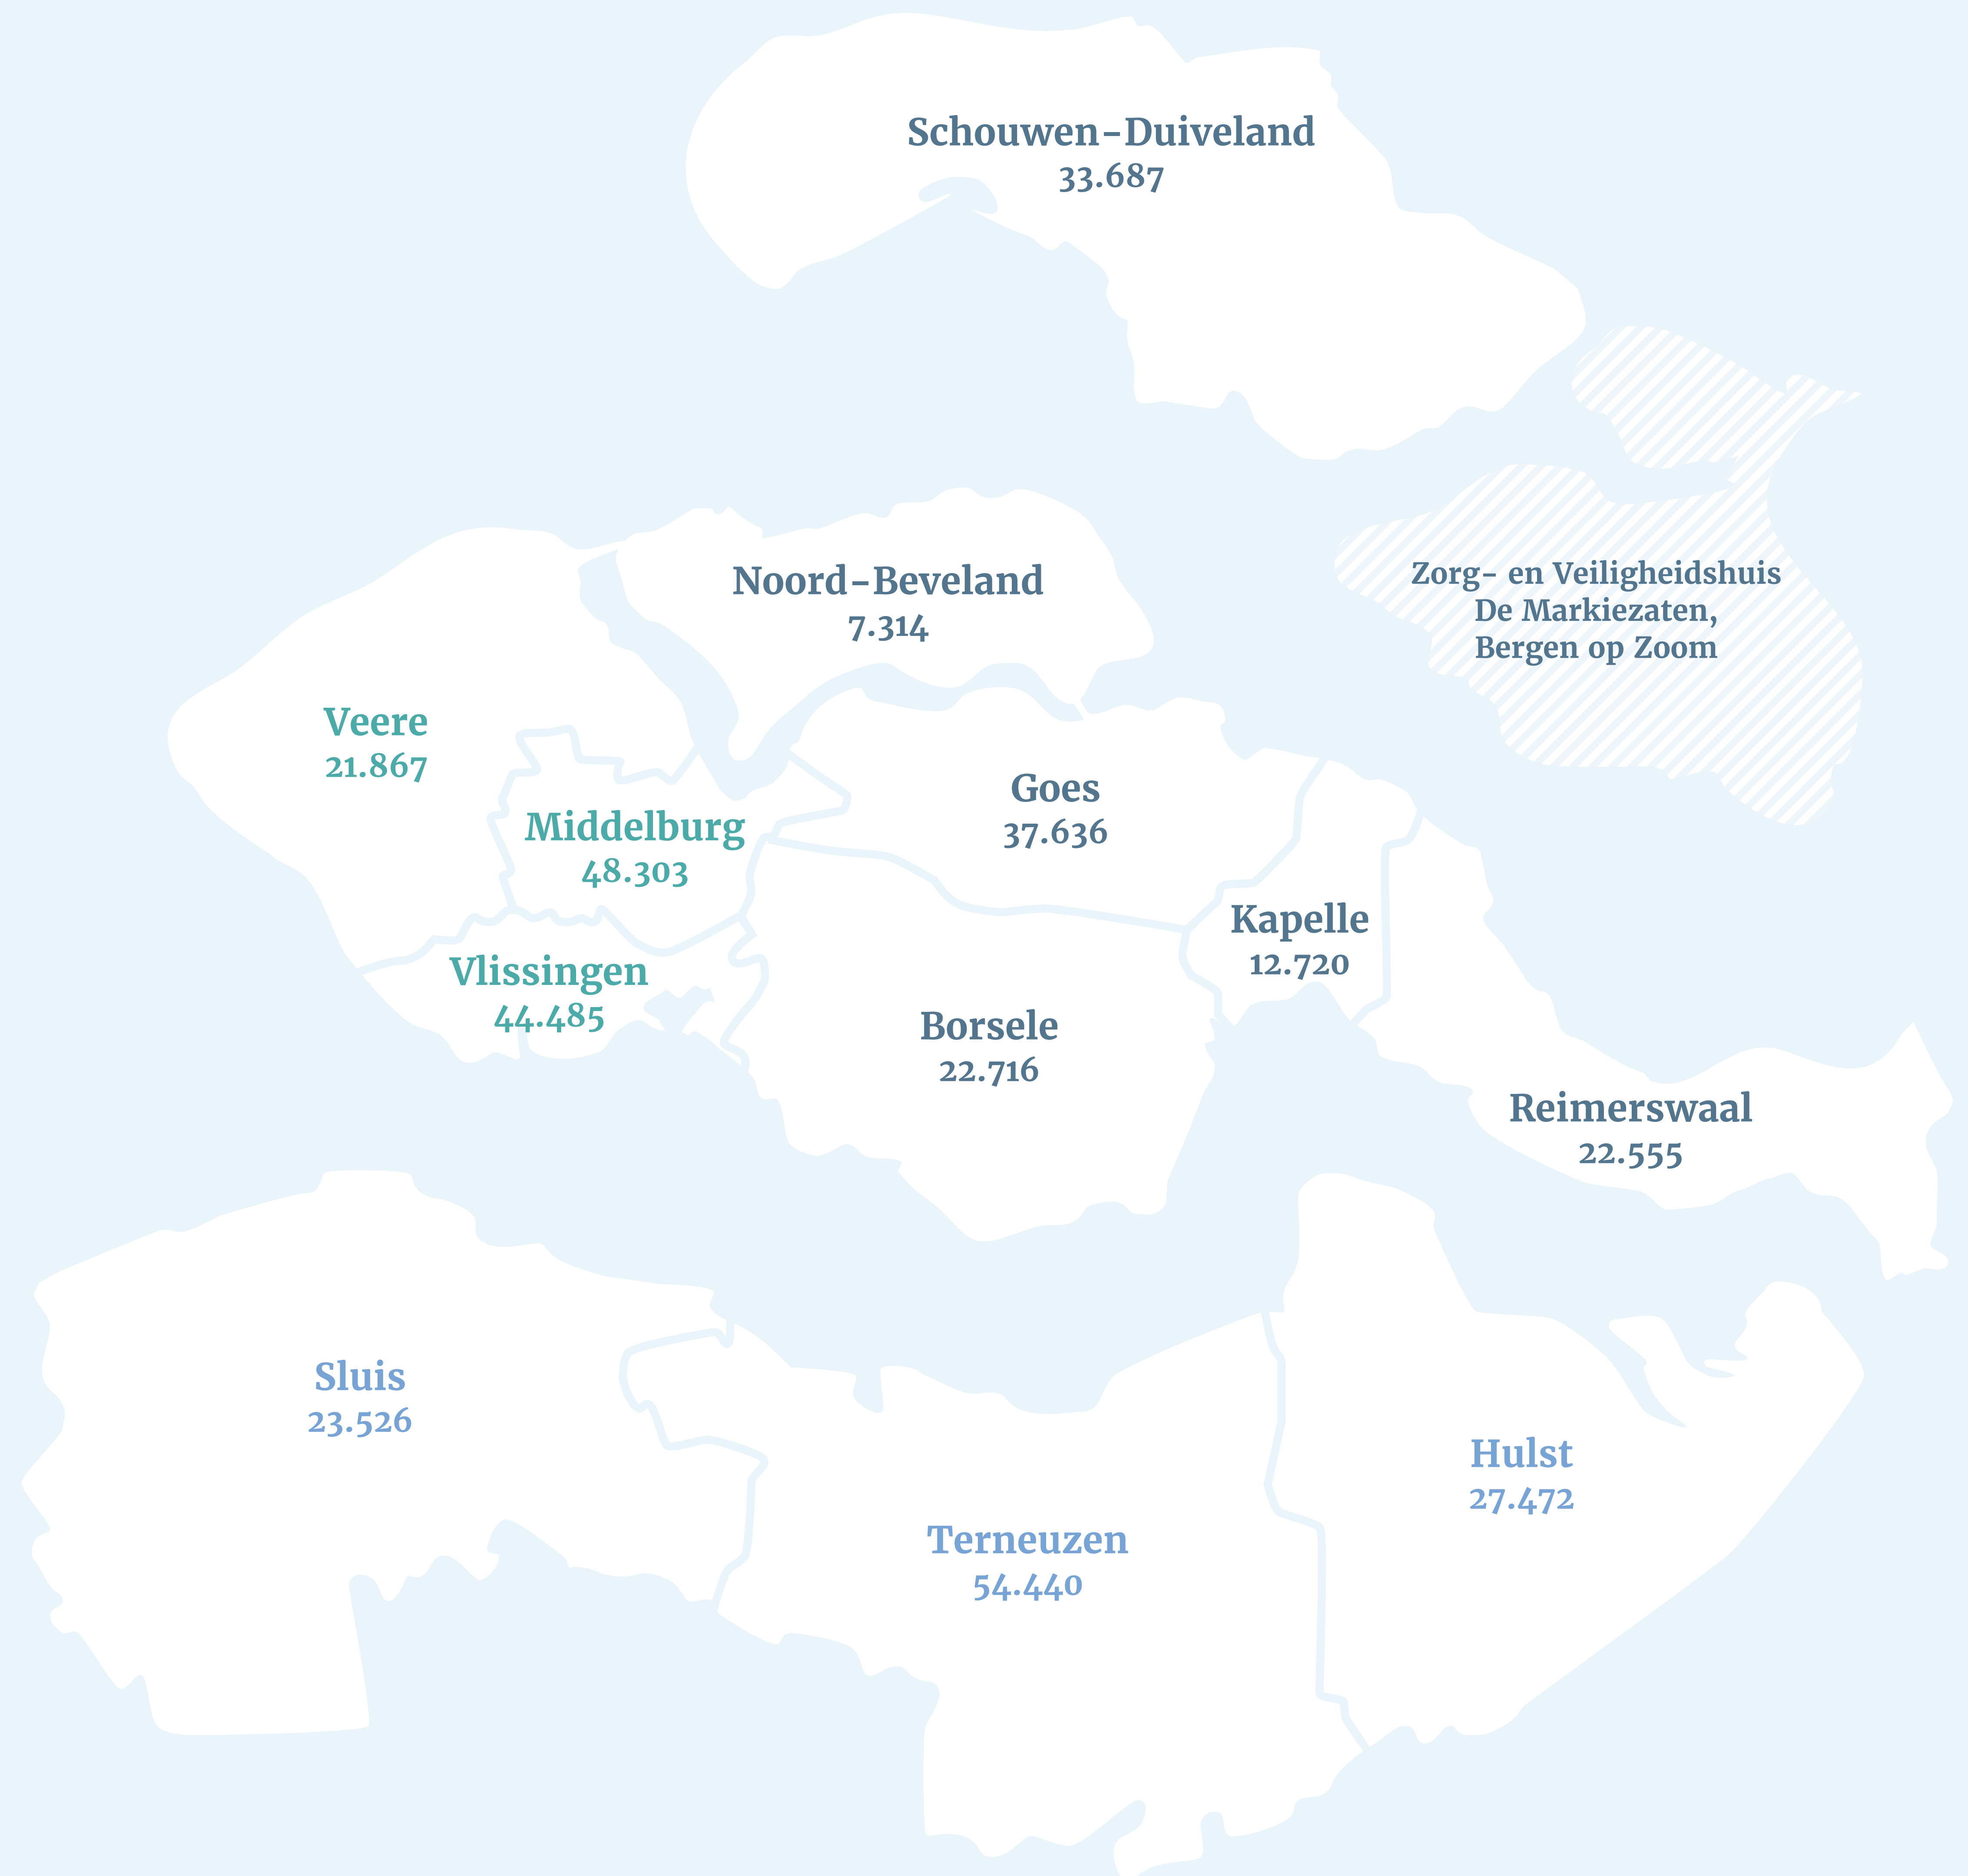 Schouwen-Duiveland
33.687
Noord-Beveland
7.314
Zorg- en Veiligheidshuis
De Markiezaten,
Bergen op Zoom
Veere
21.867
Middelburg
48.303
Goes
37.636
Kapelle
12.720
Vlissingen
44.485
Borsele
22.716
Reimerswaal
22.555
Sluis
23.526
Hulst
27.472
Terneuzen
54.440